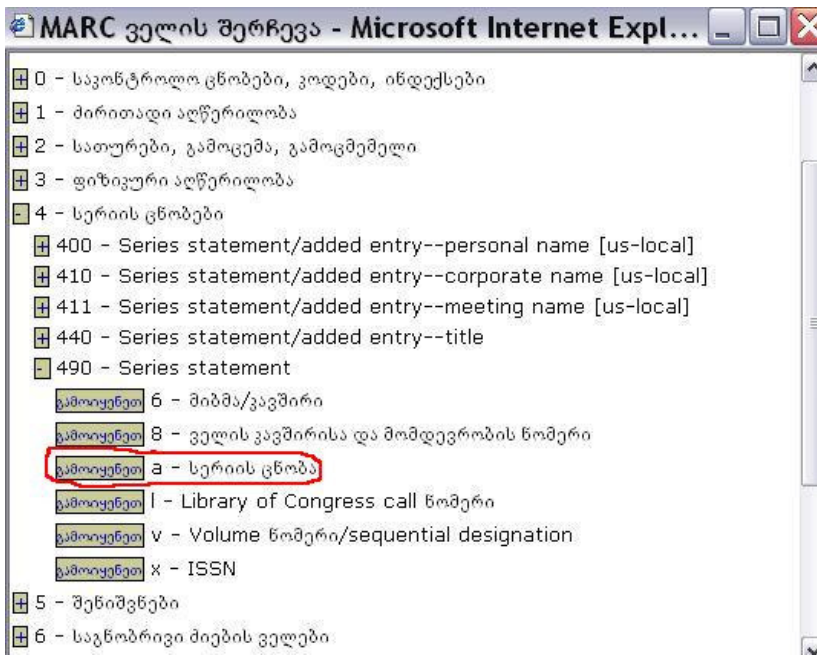 MARC ველის შერჩევა - Microsoft Internet Expl...
0 - საკონტროლო ცნობები, კოდები, ინდექსები
1 - ძირითადი აღწერილობა
2 - სათურები, გამოცემა, გამომცემელი
3 - ფიზიკური აღწერილობა
4 - სერიის ცნობები
400 - Series statement/added entry--personal name [us-local]
410 - Series statement/added entry--corporate name [us-local]
411 - Series statement/added entry--meeting name [us-local]
440 - Series statement/added entry--title
490 - Series statement
გამოიყენეთ 6 - მიბმა/კავშირი
გამოიყენეთ 8 - ველის კავშირისა და მომდევრობის ნომერი
გამოიყენეთ a - სერიის ცნობა
გამოიყენეთ l - Library of Congress call ნომერი
გამოიყენეთ v - Volume ნომერი/sequential designation
გამოიყენეთ x - ISSN
5 - შენიშვნები
6 - საგნობრივი ძიების ველები